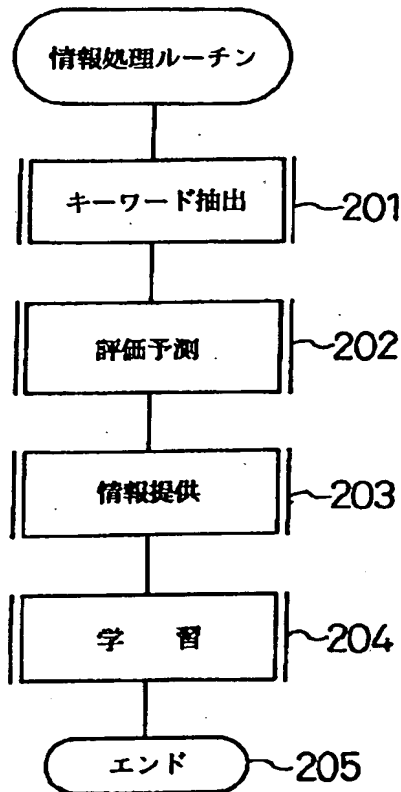 情報処理ルーチン
キーワード抽出 201
評価予測 202
情報提供 203
学 習 204
エンド 205